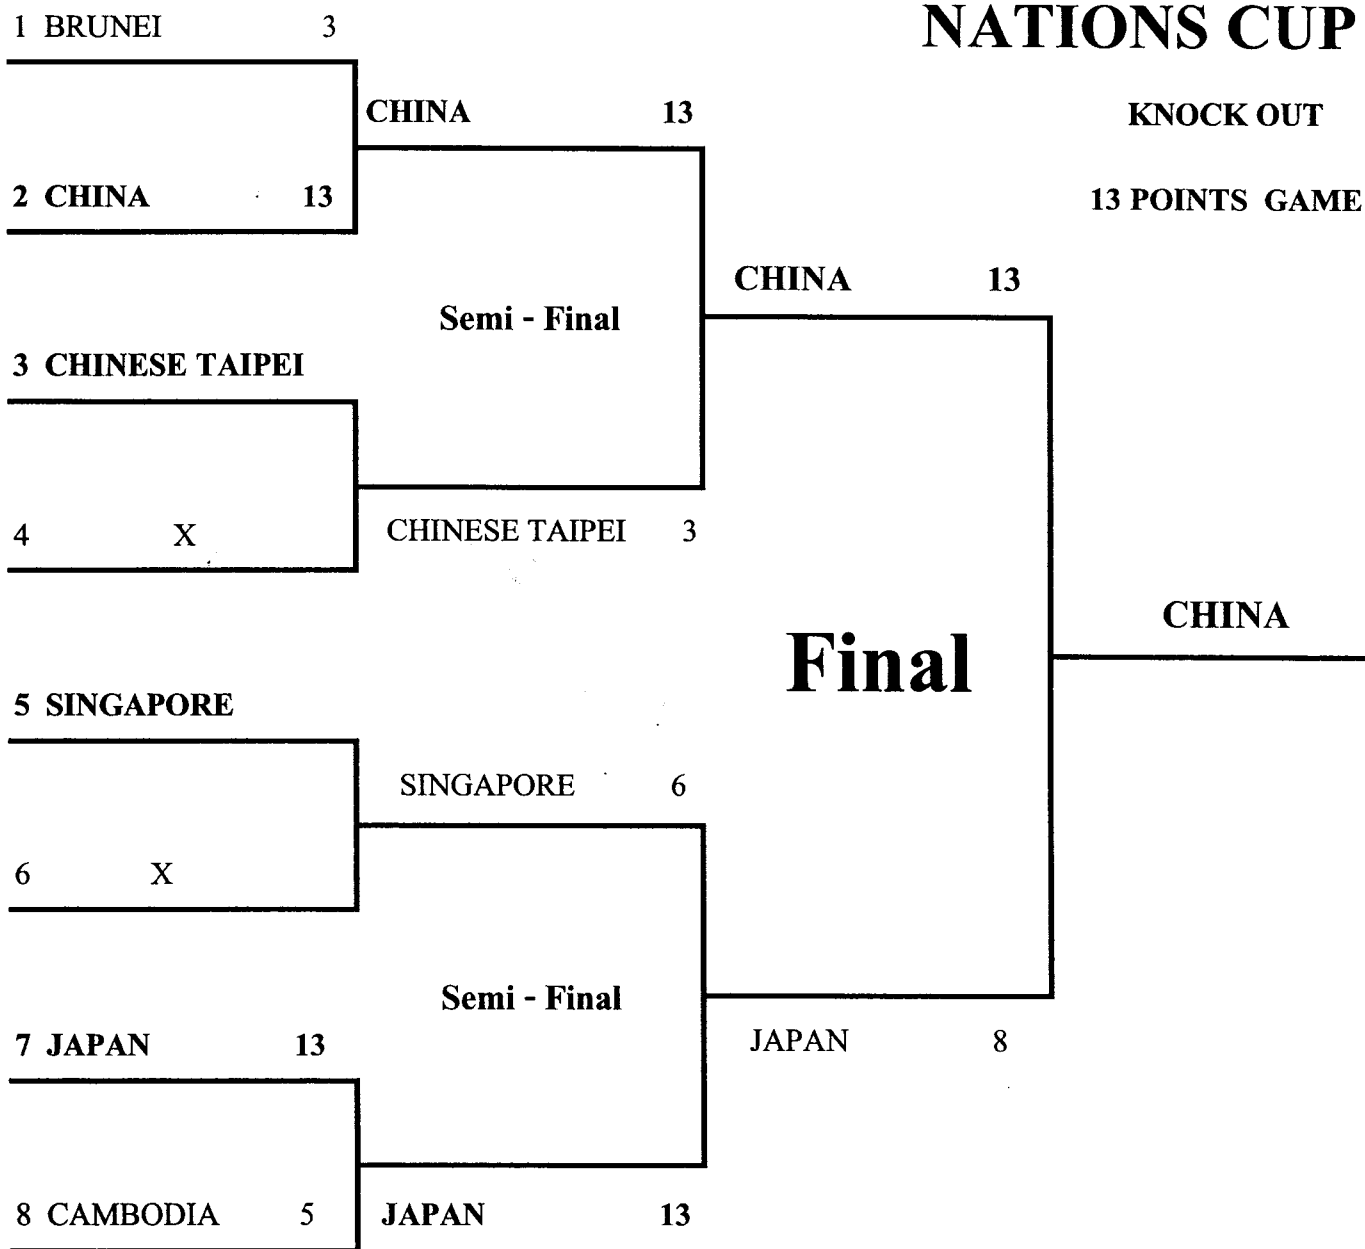 NATIONS CUP
1 BRUNEI 3
CHINA 13
KNOCK OUT
2 CHINA 13
13 POINTS GAME
CHINA 13
Semi - Final
3 CHINESE TAIPEI
4 X
CHINESE TAIPEI 3
CHINA
Final
5 SINGAPORE
SINGAPORE 6
6 X
Semi - Final
7 JAPAN 13
JAPAN 8
8 CAMBODIA 5
JAPAN 13